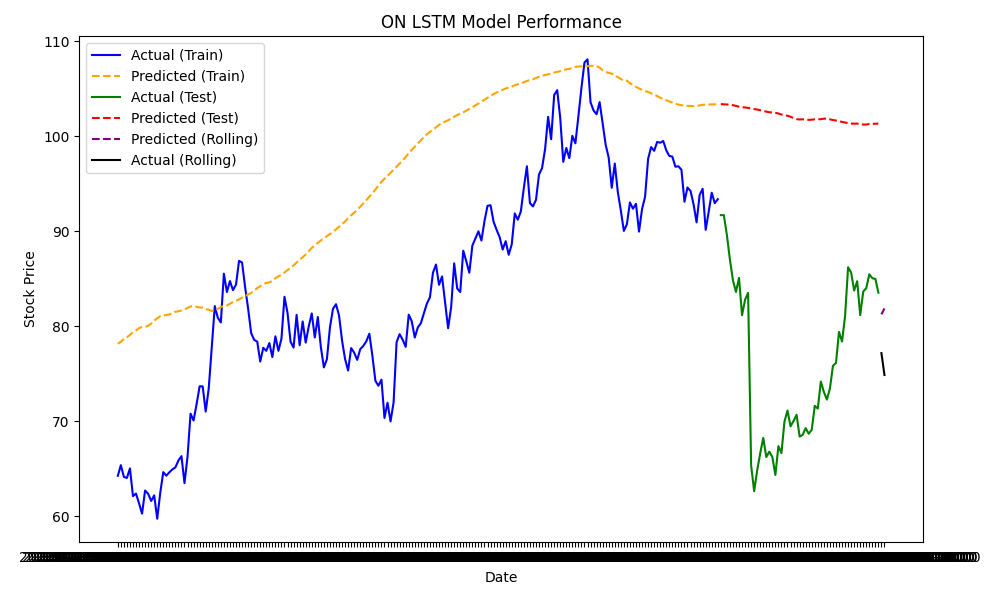 ON LSTM Model Performance
Actual (Train)
Predicted (Train)
Actual (Test)
Predicted (Test)
Predicted (Rolling)
Actual (Rolling)
110
100
90
80
70
60
Stock Price
Date